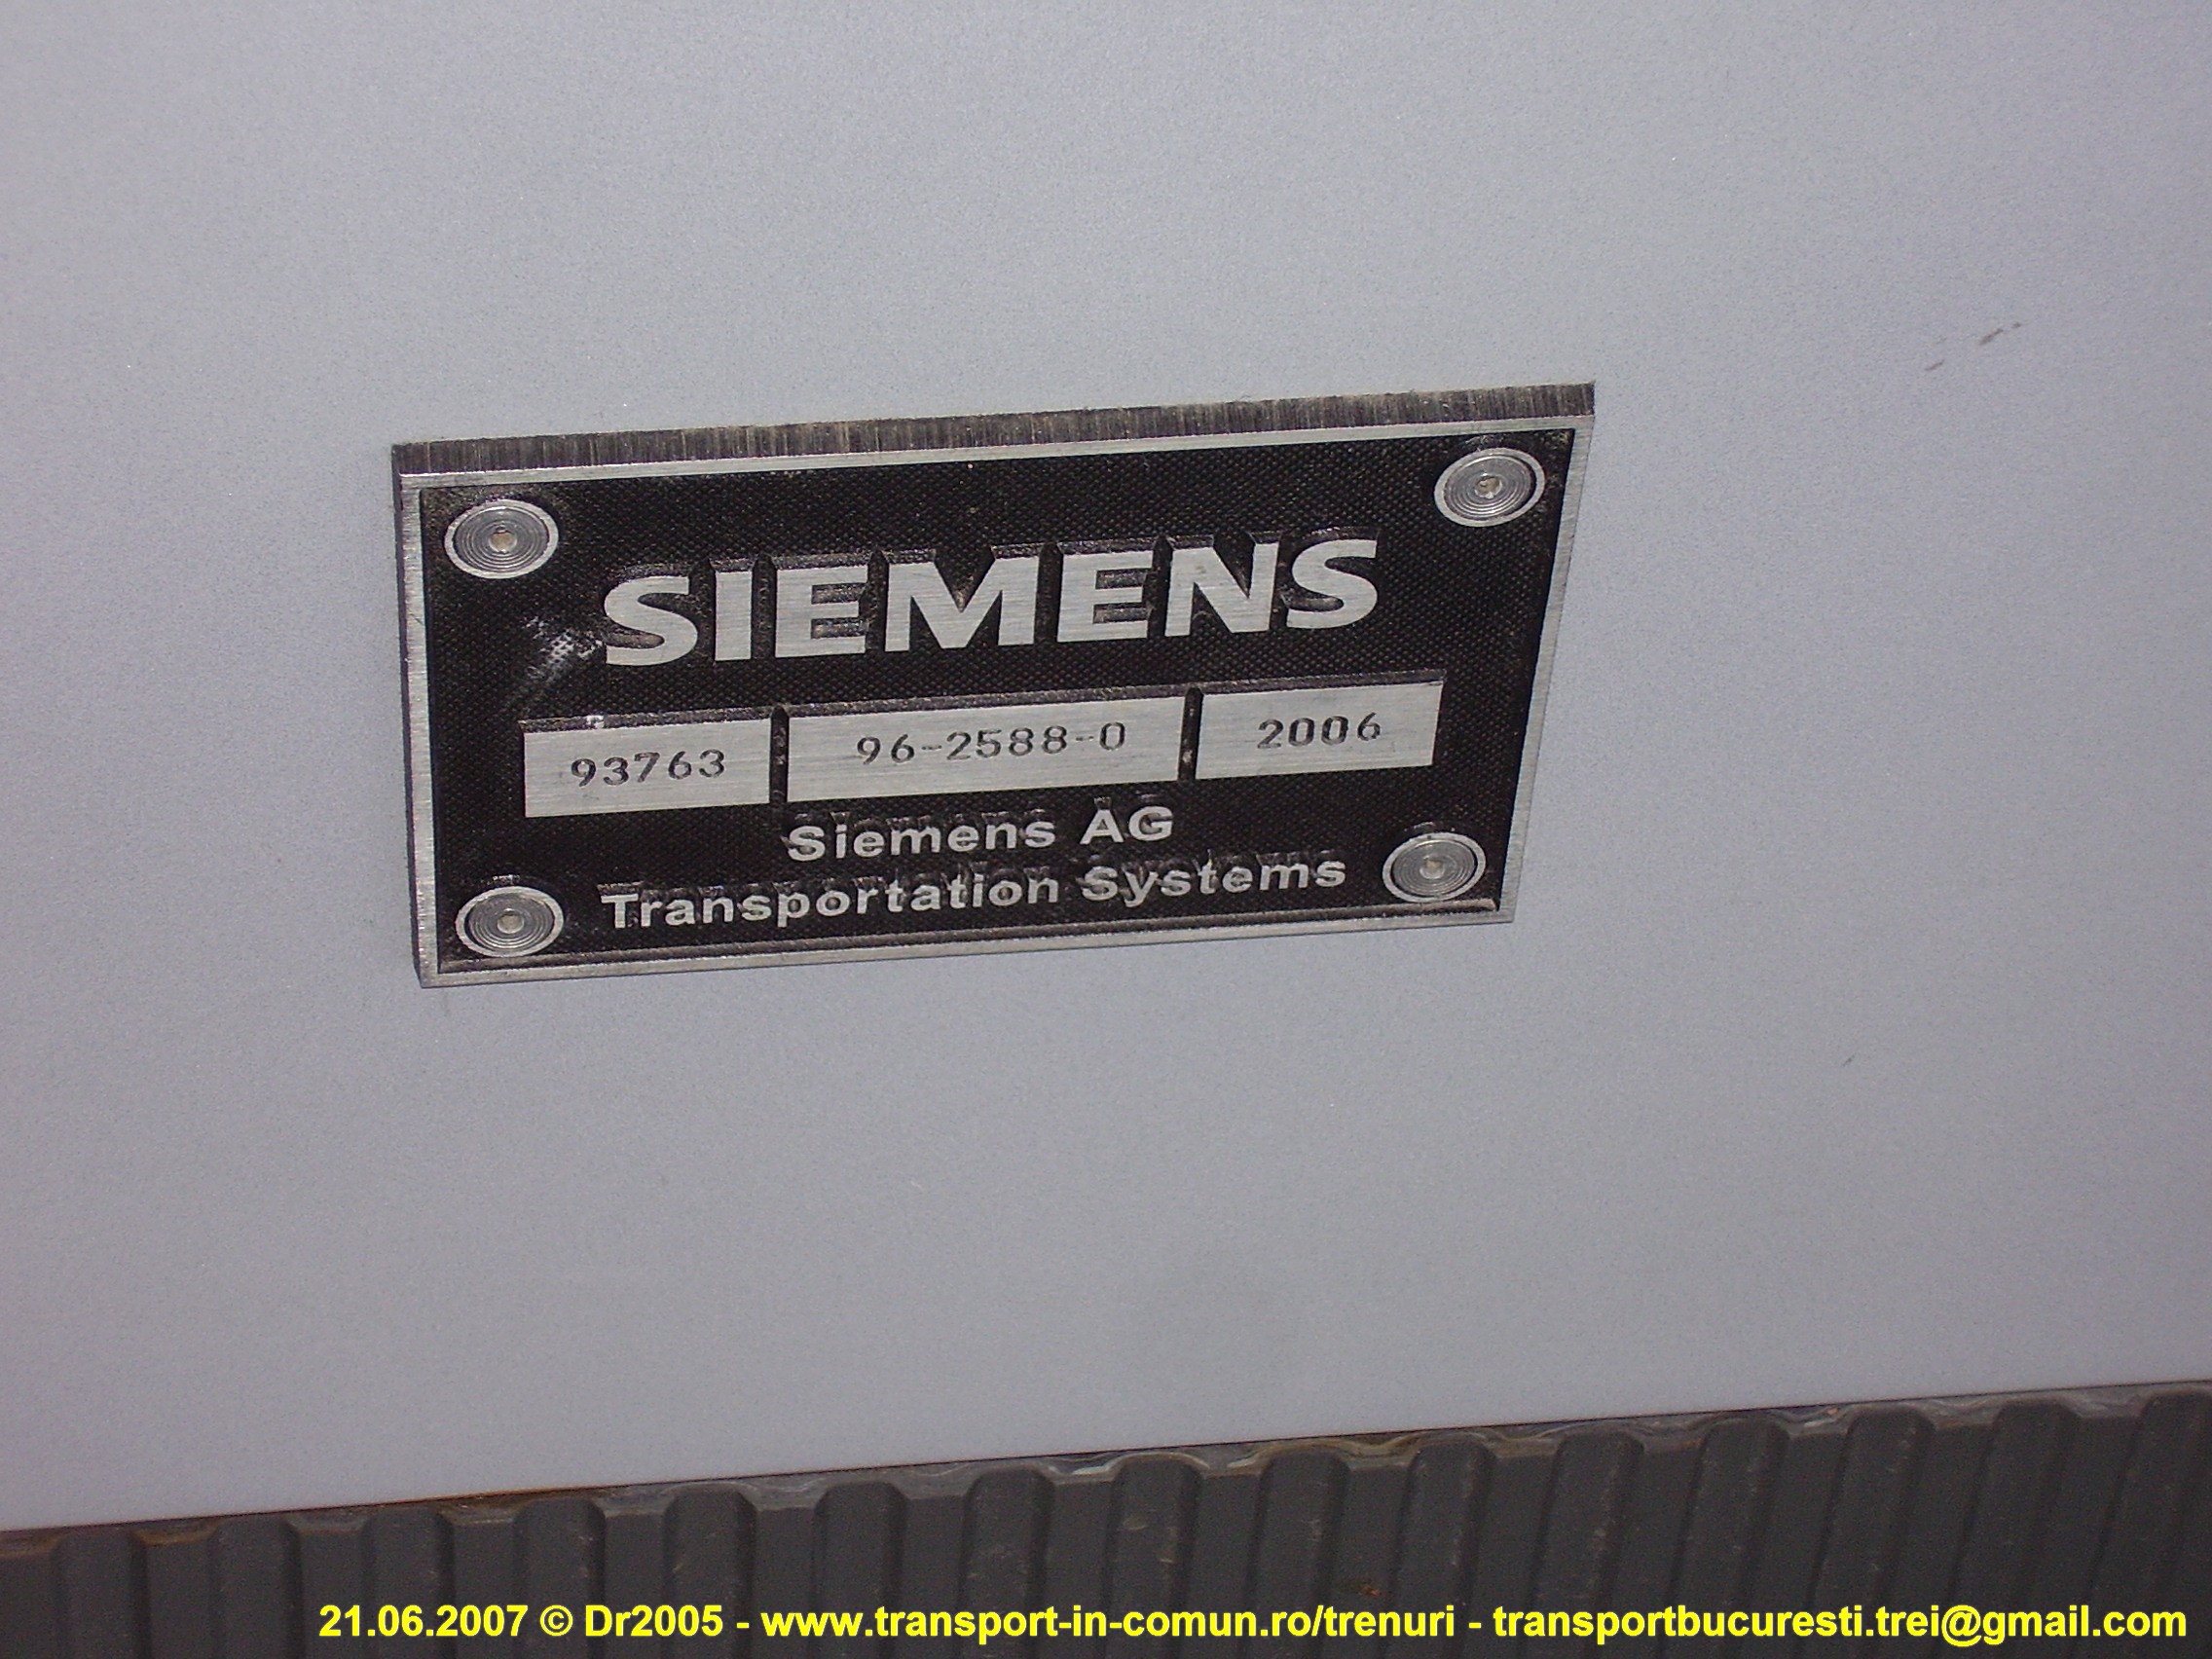 SIEMENS
93763 96-2588-0 2006
Siemens AG
Transportation Systems
21.06.2007 © Dr2005 - www.transport-in-comun.ro/trenuri - transportbucuresti.trei@gmail.com